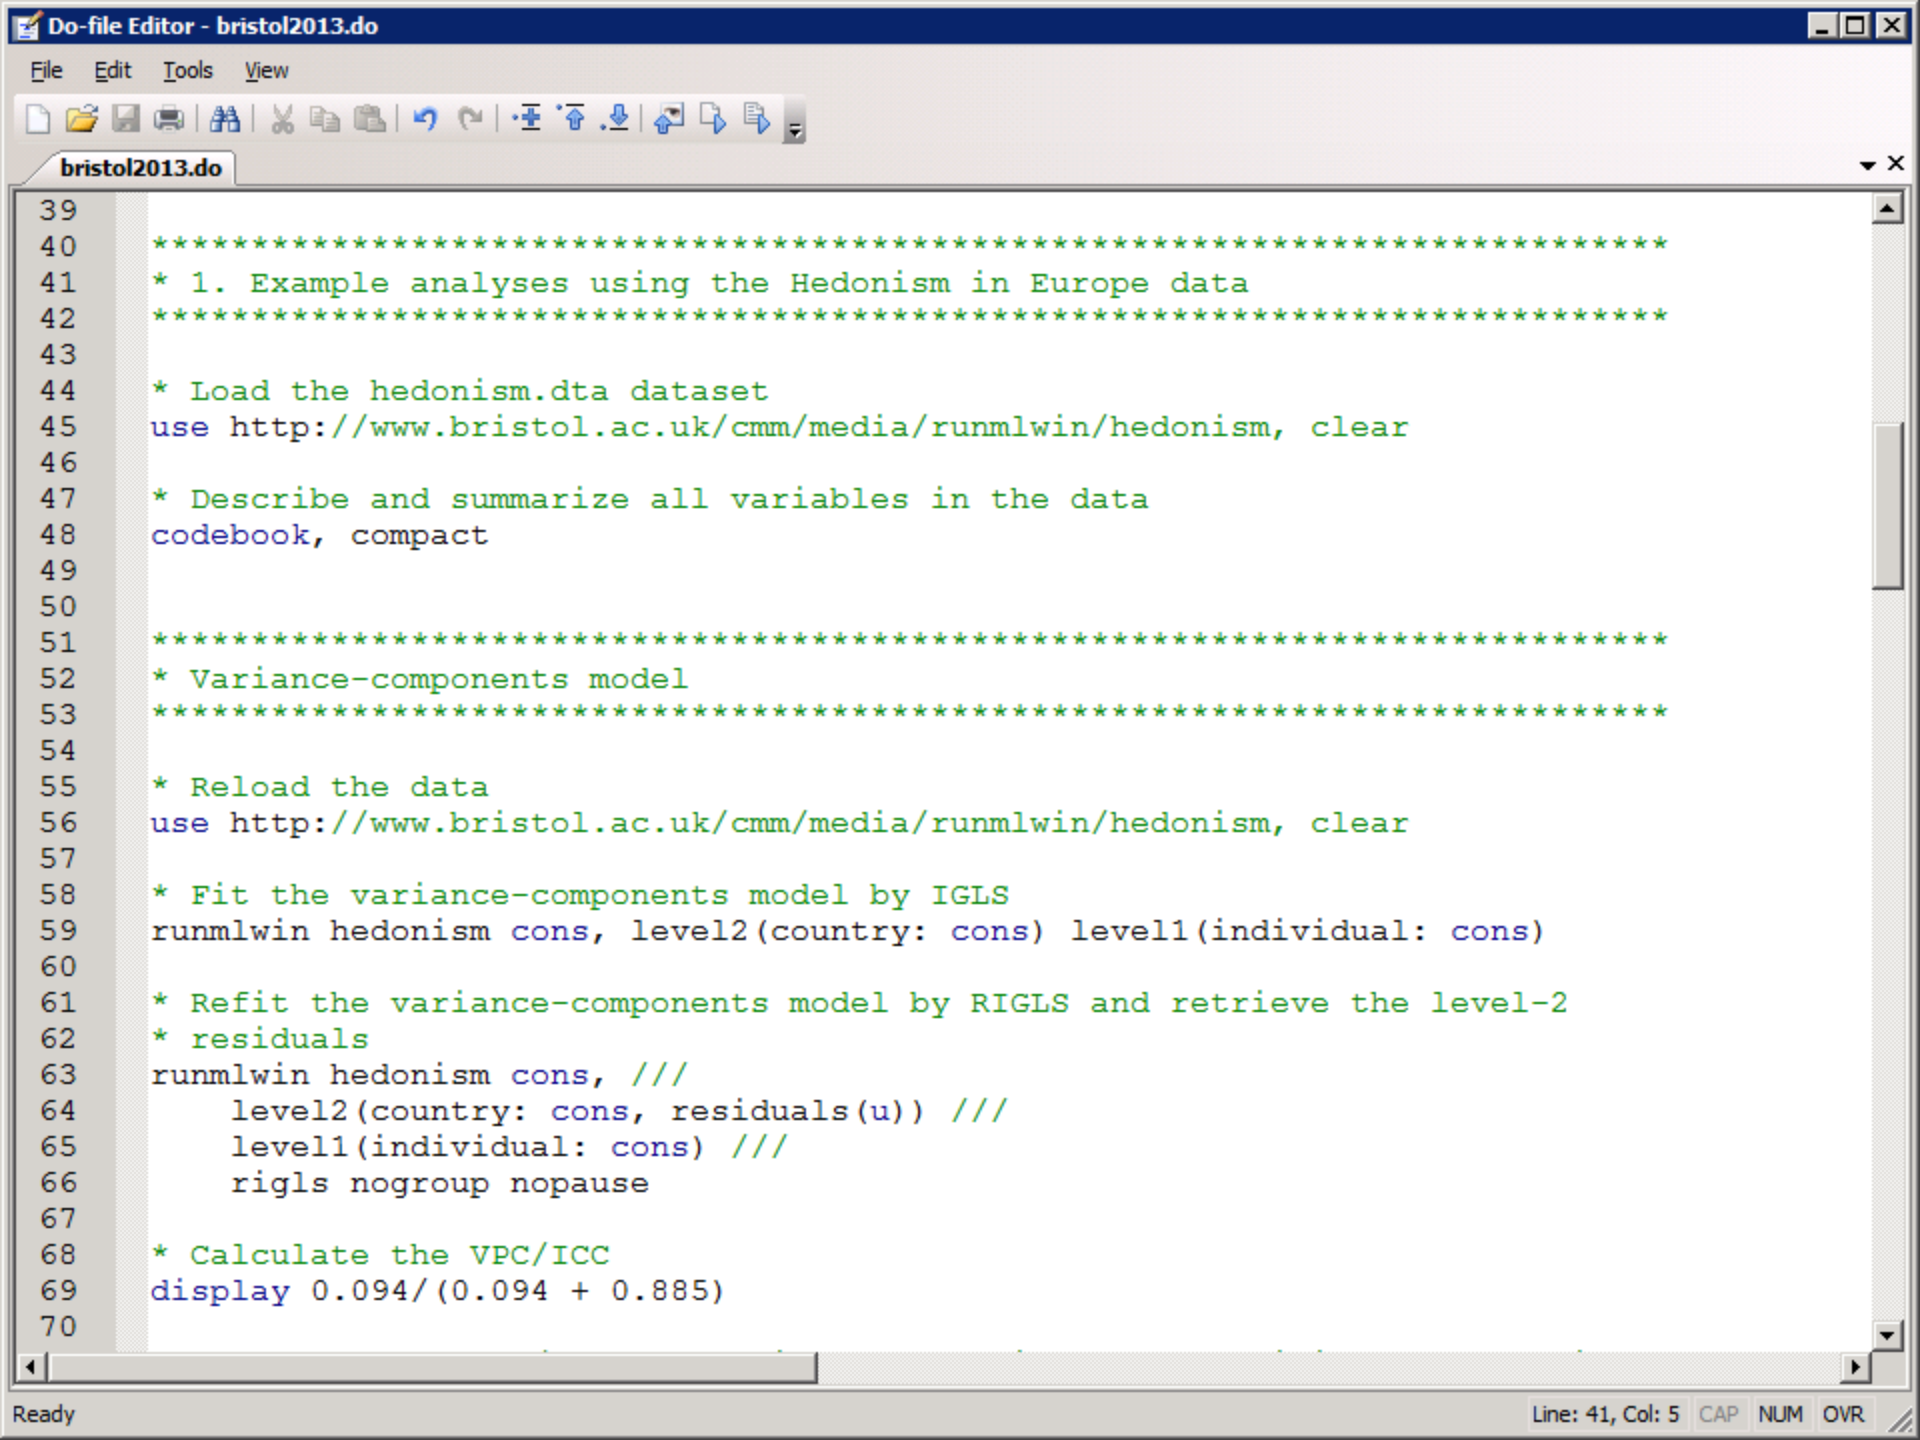 Do-file Editor - bristol2013.do
File Edit Tools View
bristol2013.do
39
40 ****************************************************************************
41 * 1. Example analyses using the Hedonism in Europe data
42 ****************************************************************************
43
44 * Load the hedonism.dta dataset
45 use http://www.bristol.ac.uk/cmm/media/runmlwin/hedonism, clear
46
47 * Describe and summarize all variables in the data
48 codebook, compact
49
50
51 ****************************************************************************
52 * Variance-components model
53 ****************************************************************************
54
55 * Reload the data
56 use http://www.bristol.ac.uk/cmm/media/runmlwin/hedonism, clear
57
58 * Fit the variance-components model by IGLS
59 runmlwin hedonism cons, level2(country: cons) level1(individual: cons)
60
61 * Refit the variance-components model by RIGLS and retrieve the level-2
62 * residuals
63 runmlwin hedonism cons, ///
64     level2(country: cons, residuals(u)) ///
65     level1(individual: cons) ///
66     rigls nogroup nopause
67
68 * Calculate the VPC/ICC
69 display 0.094/(0.094 + 0.885)
70
Ready Line: 41, Col: 5 CAP NUM OVR